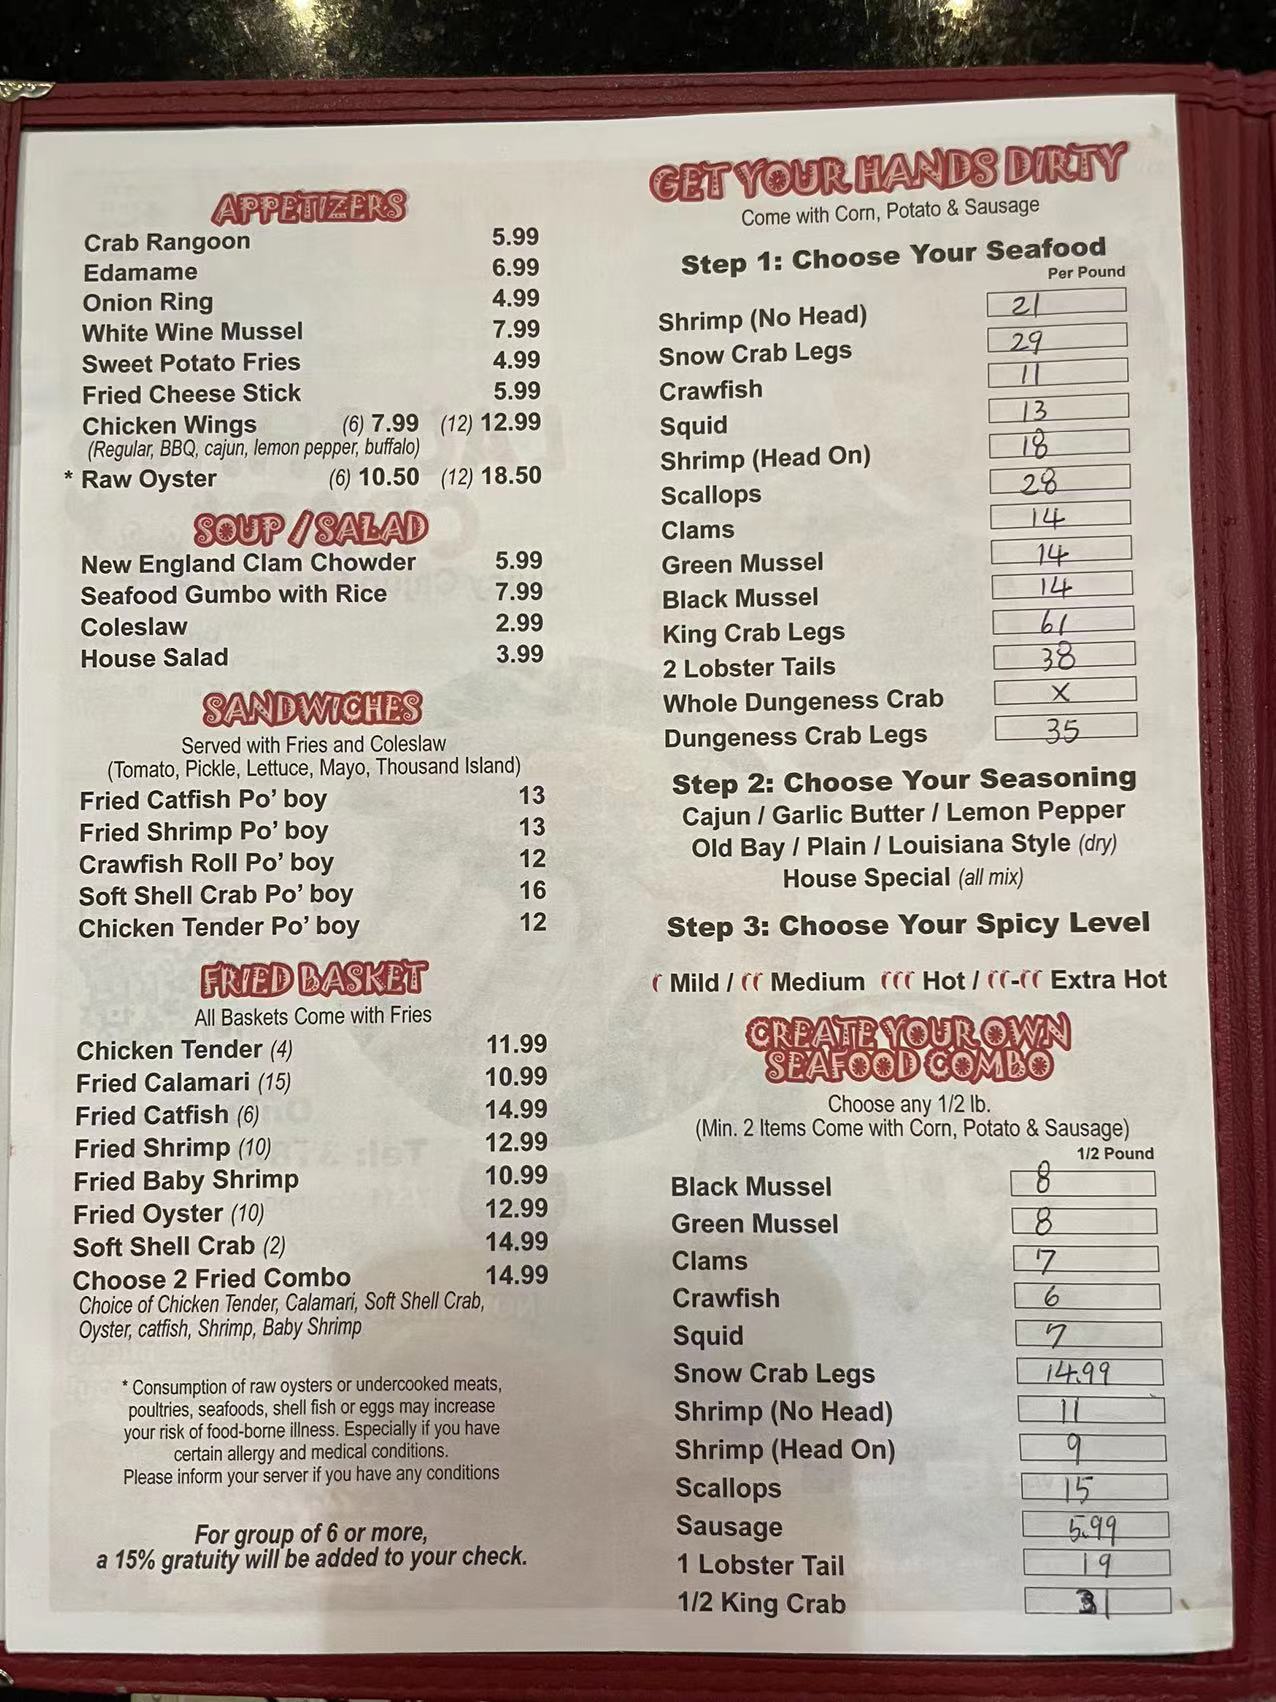 APPETIZERS
Crab Rangoon 5.99
Edamame 6.99
Onion Ring 4.99
White Wine Mussel 7.99
Sweet Potato Fries 4.99
Fried Cheese Stick 5.99
Chicken Wings (6) 7.99 (12) 12.99
(Regular, BBQ, cajun, lemon pepper, buffalo)
* Raw Oyster (6) 10.50 (12) 18.50
SOUP / SALAD
New England Clam Chowder 5.99
Seafood Gumbo with Rice 7.99
Coleslaw 2.99
House Salad 3.99
SANDWICHES
Served with Fries and Coleslaw
(Tomato, Pickle, Lettuce, Mayo, Thousand Island)
Fried Catfish Po' boy 13
Fried Shrimp Po' boy 13
Crawfish Roll Po' boy 12
Soft Shell Crab Po' boy 16
Chicken Tender Po' boy 12
FRIED BASKET
All Baskets Come with Fries
Chicken Tender (4) 11.99
Fried Calamari (15) 10.99
Fried Catfish (6) 14.99
Fried Shrimp (10) 12.99
Fried Baby Shrimp 10.99
Fried Oyster (10) 12.99
Soft Shell Crab (2) 14.99
Choose 2 Fried Combo 14.99
Choice of Chicken Tender, Calamari, Soft Shell Crab,
Oyster, catfish, Shrimp, Baby Shrimp
* Consumption of raw oysters or undercooked meats,
poultries, seafoods, shell fish or eggs may increase
your risk of food-borne illness. Especially if you have
certain allergy and medical conditions.
Please inform your server if you have any conditions
For group of 6 or more,
a 15% gratuity will be added to your check.
GET YOUR HANDS DIRTY
Come with Corn, Potato & Sausage
Step 1: Choose Your Seafood
Per Pound
Shrimp (No Head) 21
Snow Crab Legs 29
Crawfish 11
Squid 13
Shrimp (Head On) 18
Scallops 28
Clams 14
Green Mussel 14
Black Mussel 14
King Crab Legs 61
2 Lobster Tails 38
Whole Dungeness Crab X
Dungeness Crab Legs 35
Step 2: Choose Your Seasoning
Cajun / Garlic Butter / Lemon Pepper
Old Bay / Plain / Louisiana Style (dry)
House Special (all mix)
Step 3: Choose Your Spicy Level
Mild / Medium Hot / - Extra Hot
CREATE YOUR OWN
SEAFOOD COMBO
Choose any 1/2 lb.
(Min. 2 Items Come with Corn, Potato & Sausage)
1/2 Pound
Black Mussel 8
Green Mussel 8
Clams 7
Crawfish 6
Squid 7
Snow Crab Legs 14.99
Shrimp (No Head) 11
Shrimp (Head On) 9
Scallops 15
Sausage 5.99
1 Lobster Tail 19
1/2 King Crab 31